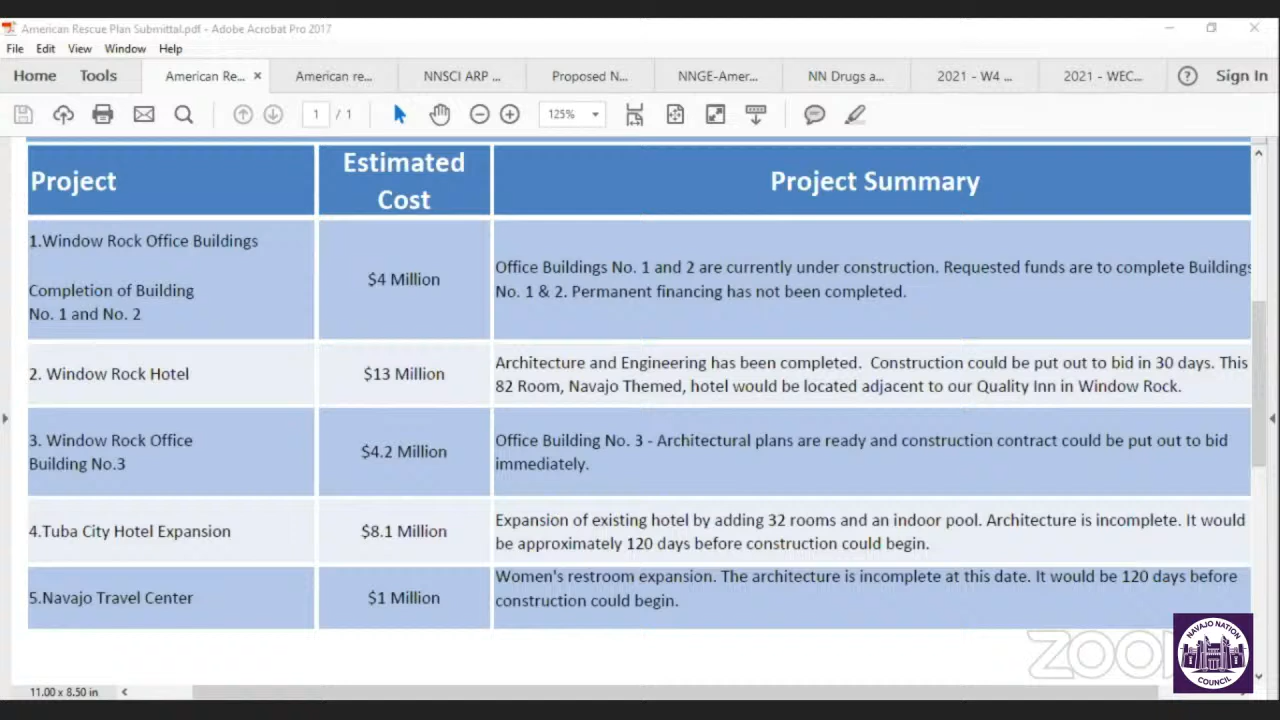 American Rescue Plan Submittal.pdf - Adobe Acrobat Pro 2017
File Edit View Window Help
Home Tools American Re... × American re... NNSCI ARP ... Proposed N... NNGE-Amer... NN Drugs a... 2021 - W4 ... 2021 - WEC... Sign In
1 / 1 125%
Project
Estimated
Cost
Project Summary
1.Window Rock Office Buildings
Completion of Building
No. 1 and No. 2
$4 Million
Office Buildings No. 1 and 2 are currently under construction. Requested funds are to complete Buildings
No. 1 & 2. Permanent financing has not been completed.
2. Window Rock Hotel
$13 Million
Architecture and Engineering has been completed.  Construction could be put out to bid in 30 days. This
82 Room, Navajo Themed, hotel would be located adjacent to our Quality Inn in Window Rock.
3. Window Rock Office
Building No.3
$4.2 Million
Office Building No. 3 - Architectural plans are ready and construction contract could be put out to bid
immediately.
4.Tuba City Hotel Expansion
$8.1 Million
Expansion of existing hotel by adding 32 rooms and an indoor pool. Architecture is incomplete. It would
be approximately 120 days before construction could begin.
5.Navajo Travel Center
$1 Million
Women's restroom expansion. The architecture is incomplete at this date. It would be 120 days before
construction could begin.
ZOOM
NAVAJO NATION
COUNCIL
11.00 x 8.50 in